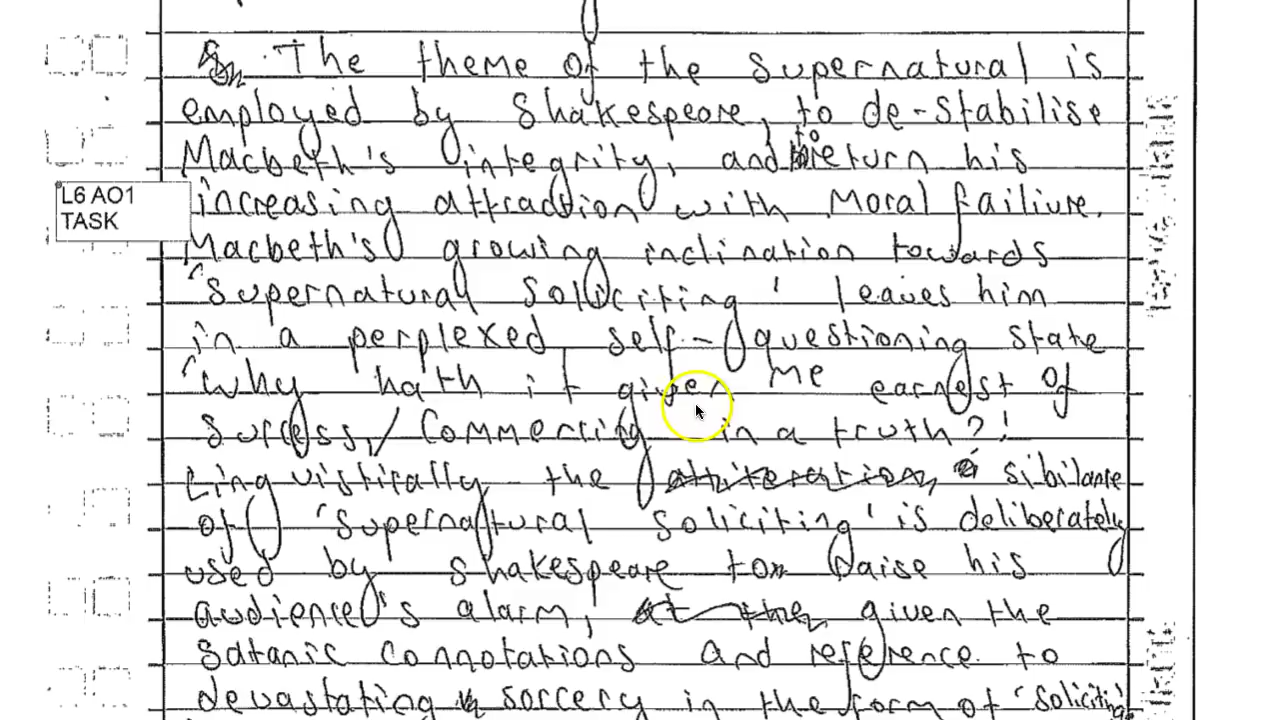 The theme of the supernatural is
employed by Shakespeare, to de-stabilise
Macbeth's integrity, and to return his
L6 AO1
TASK
increasing attraction with Moral failiure.
Macbeth's growing inclination towards
'supernatural soliciting' leaves him
in a perplexed self-questioning state
'Why hath it given me earnest of
success,/ Commencing in a truth?!
Linguistically the sibilance
of 'supernatural soliciting' is deliberately
used by Shakespeare to raise his
audience's alarm, given the
satanic connotations and reference to
devastating sorcery in the form of 'soliciting'